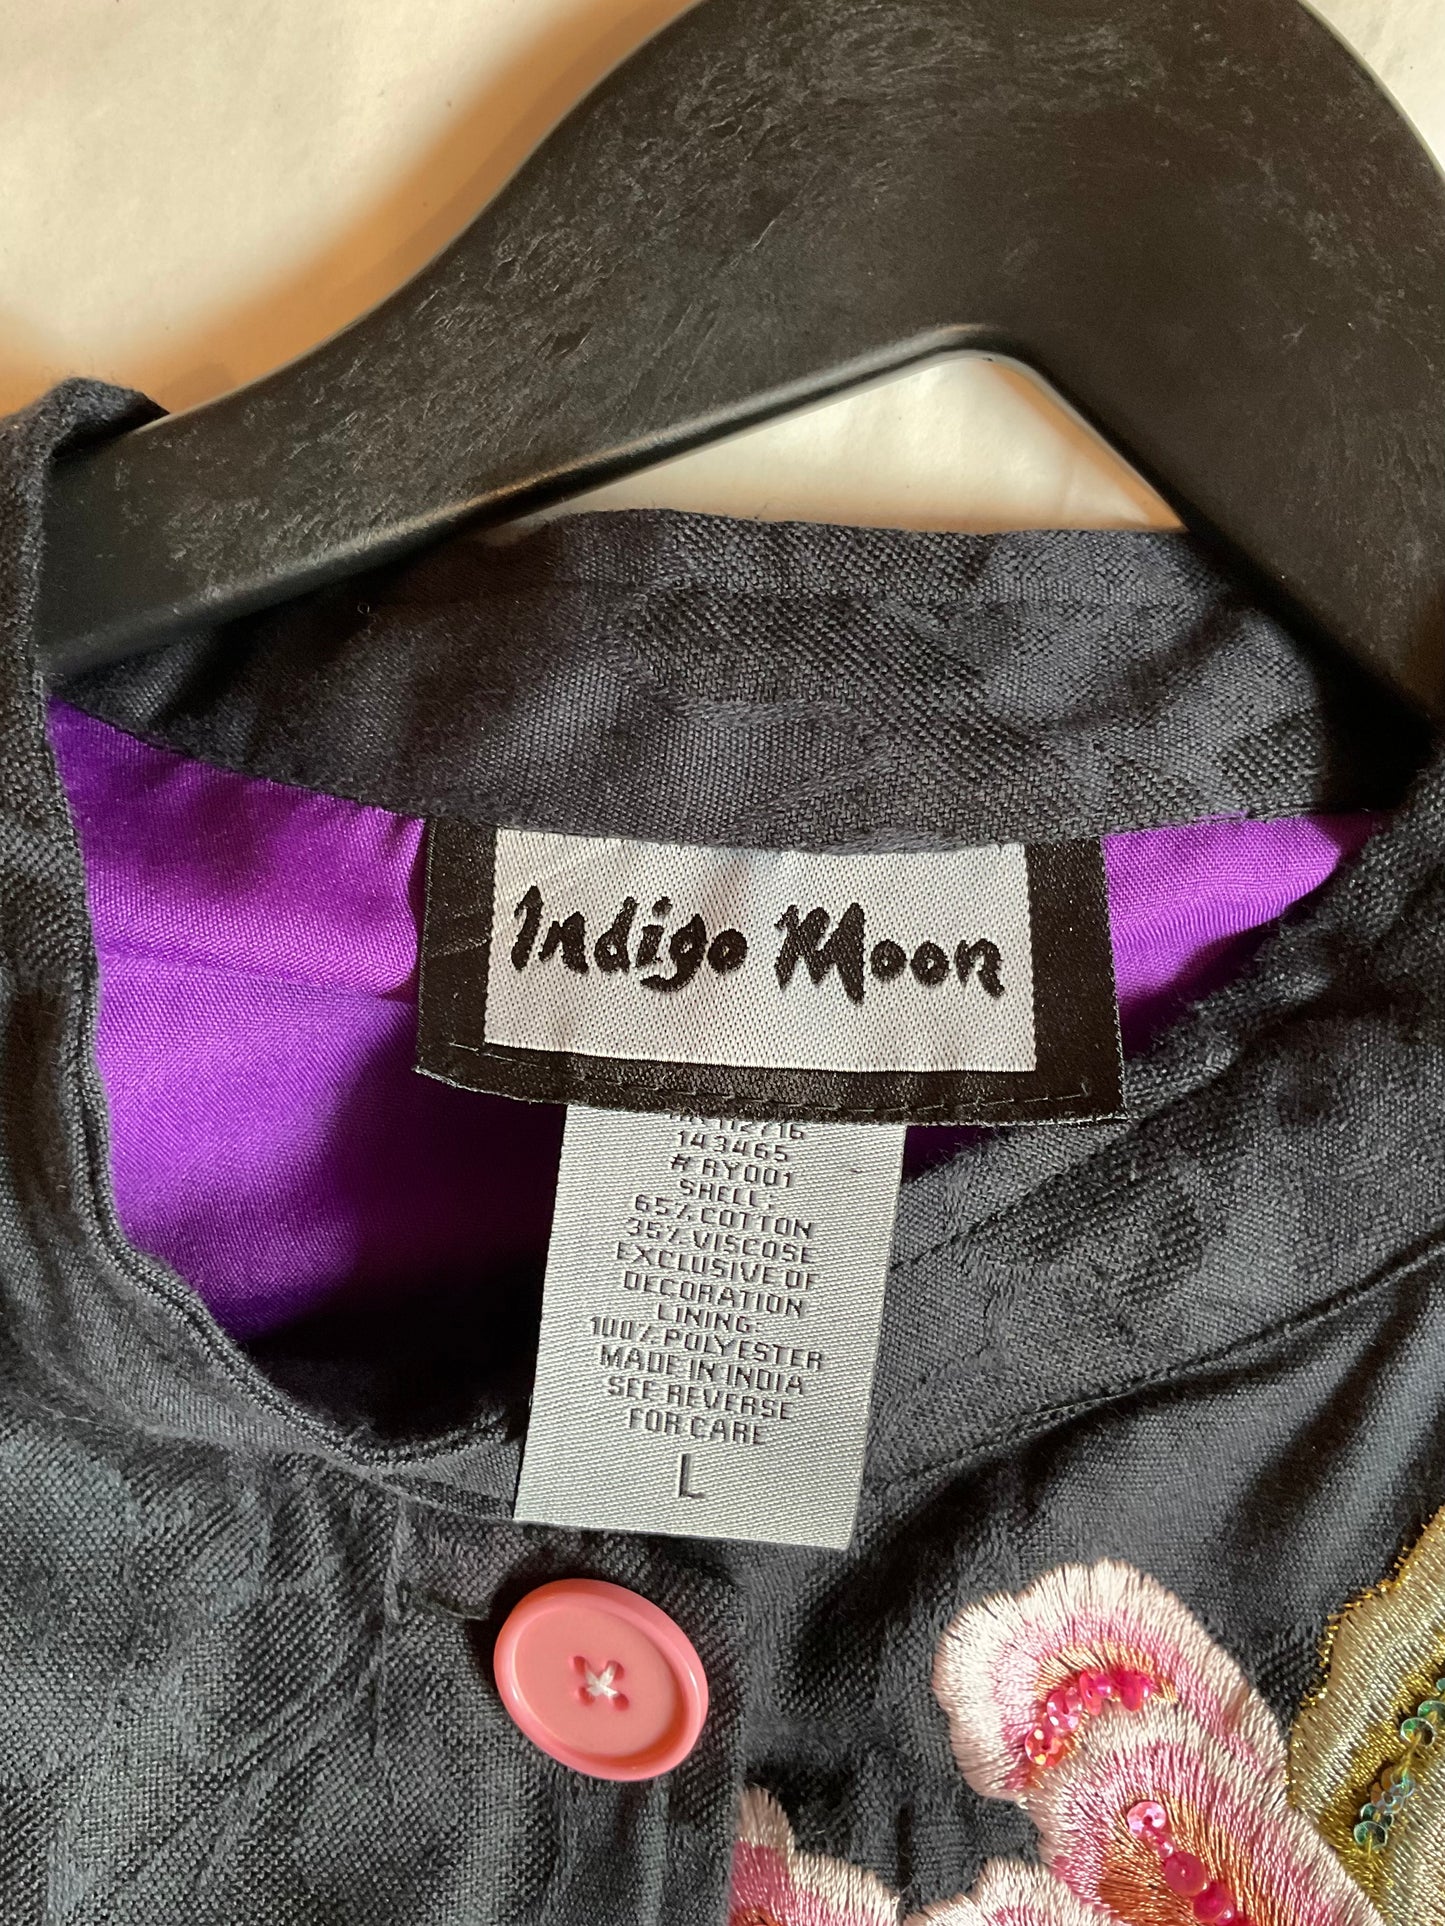 Indigo Moon
143465
# RY001
SHELL:
65% COTTON
35% VISCOSE
EXCLUSIVE OF
DECORATION
LINING:
100% POLYESTER
MADE IN INDIA
SEE REVERSE
FOR CARE
L